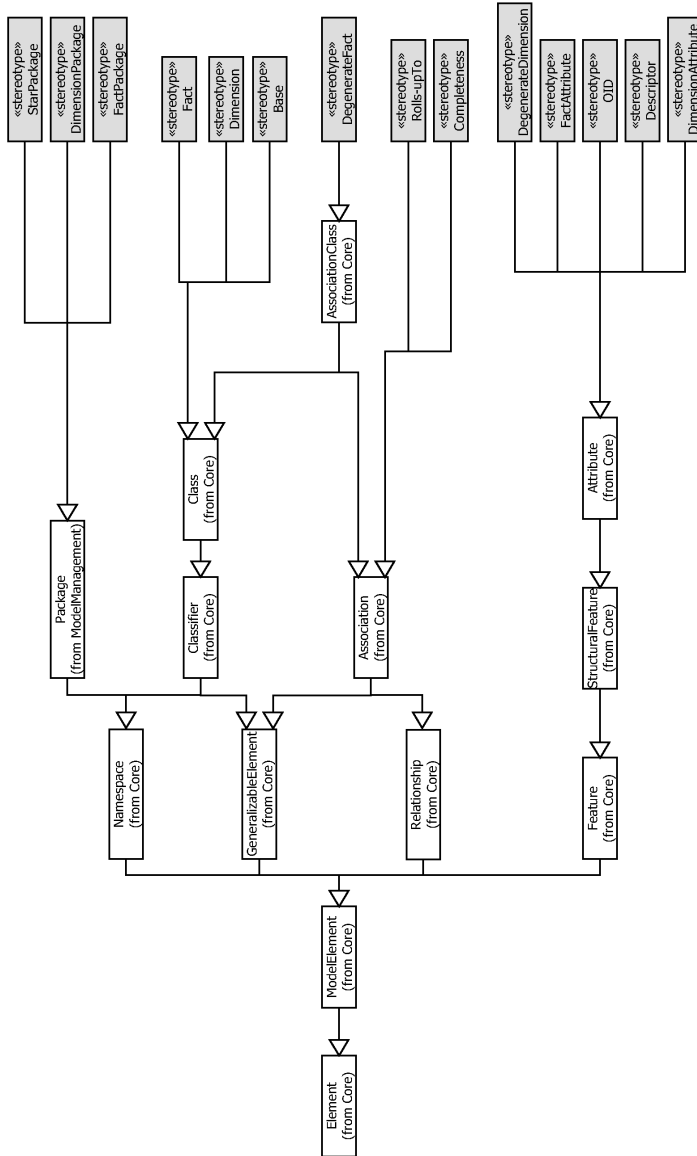 «stereotype»
StarPackage
«stereotype»
DimensionPackage
«stereotype»
FactPackage
«stereotype»
Fact
«stereotype»
Dimension
«stereotype»
Base
«stereotype»
DegenerateFact
«stereotype»
Rolls-upTo
«stereotype»
Completeness
«stereotype»
DegenerateDimension
«stereotype»
FactAttribute
«stereotype»
OID
«stereotype»
Descriptor
«stereotype»
DimensionAttribute
AssociationClass
(from Core)
Class
(from Core)
Attribute
(from Core)
Package
(from ModelManagement)
Classifier
(from Core)
Association
(from Core)
StructuralFeature
(from Core)
Namespace
(from Core)
GeneralizableElement
(from Core)
Relationship
(from Core)
Feature
(from Core)
ModelElement
(from Core)
Element
(from Core)